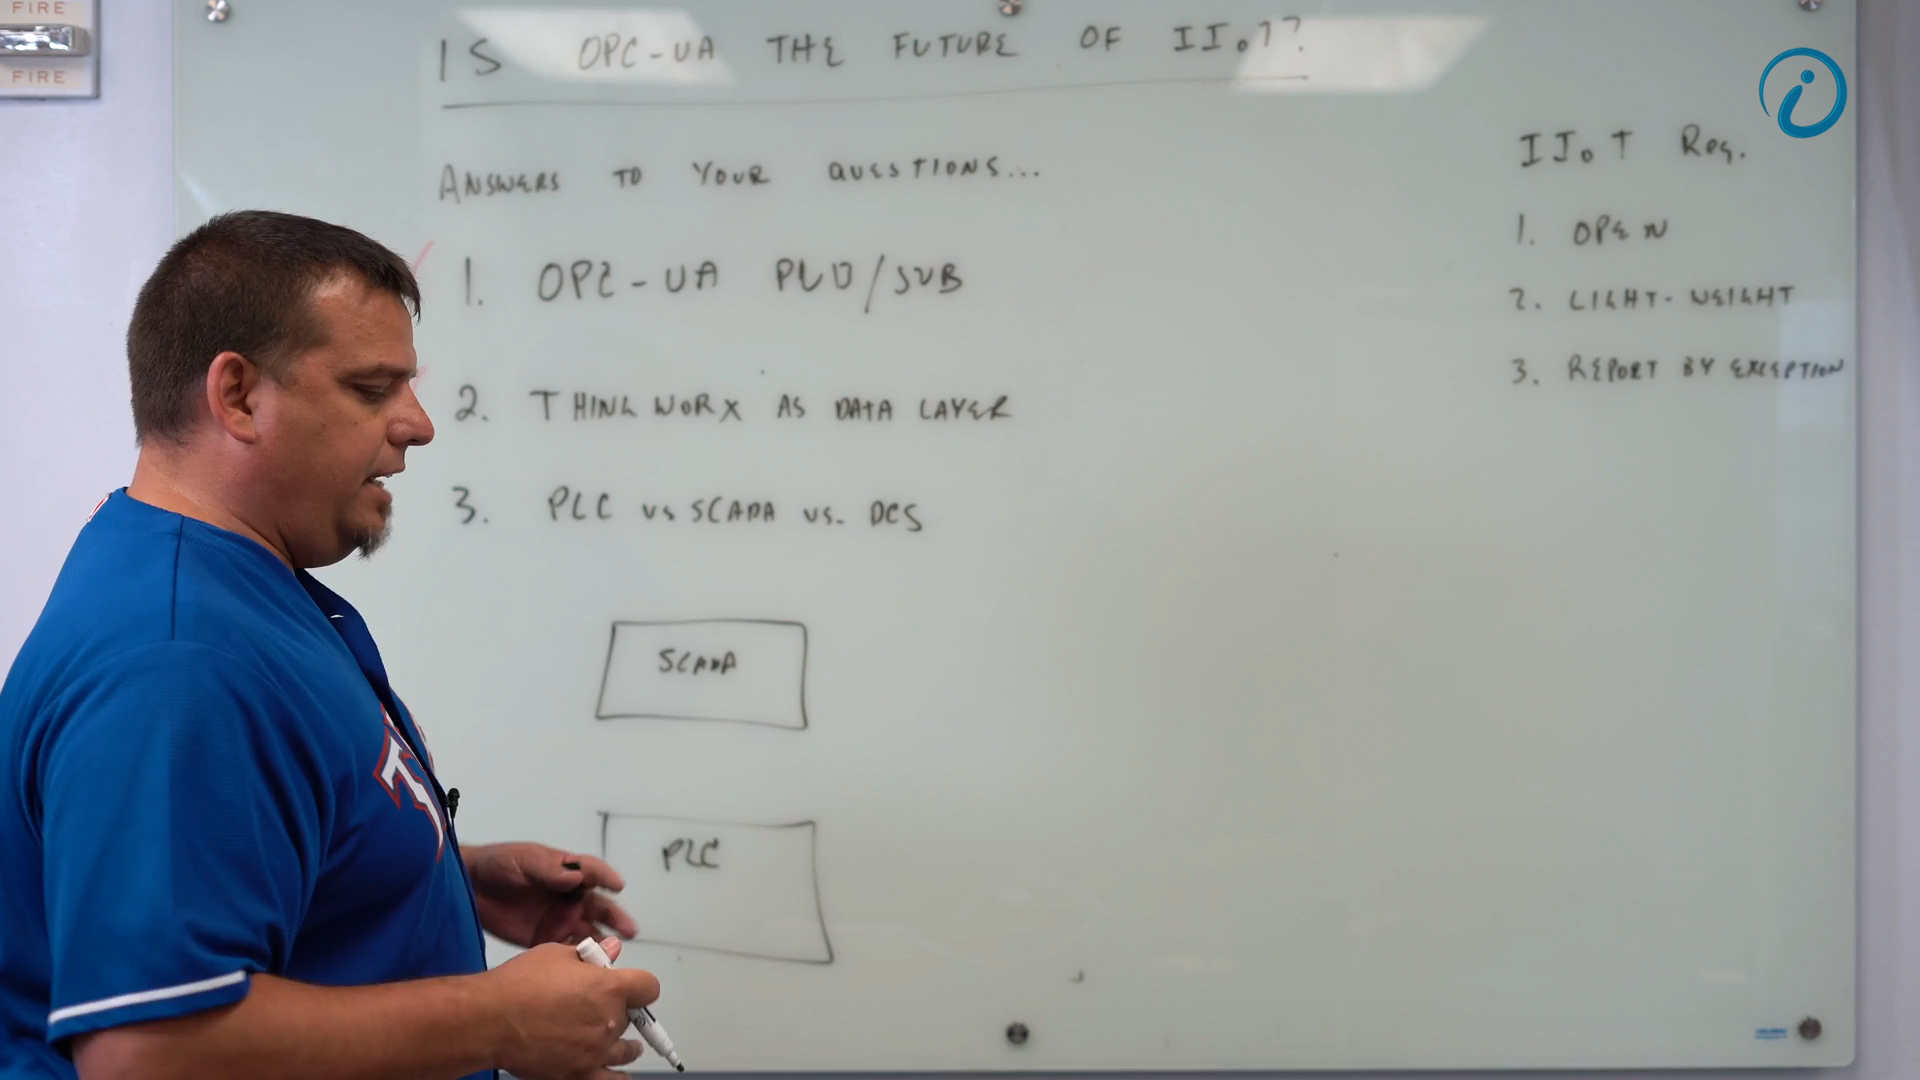 FIRE
FIRE
IS OPC-UA THE FUTURE OF IIoT?
ANSWERS TO YOUR QUESTIONS...
1. OPC-UA PUB/SUB
2. THINKWORX AS DATA LAYER
3. PLC vs SCADA vs. DCS
SCADA
PLC
IIoT Req.
1. OPEN
2. LIGHT-WEIGHT
3. REPORT BY EXCEPTION